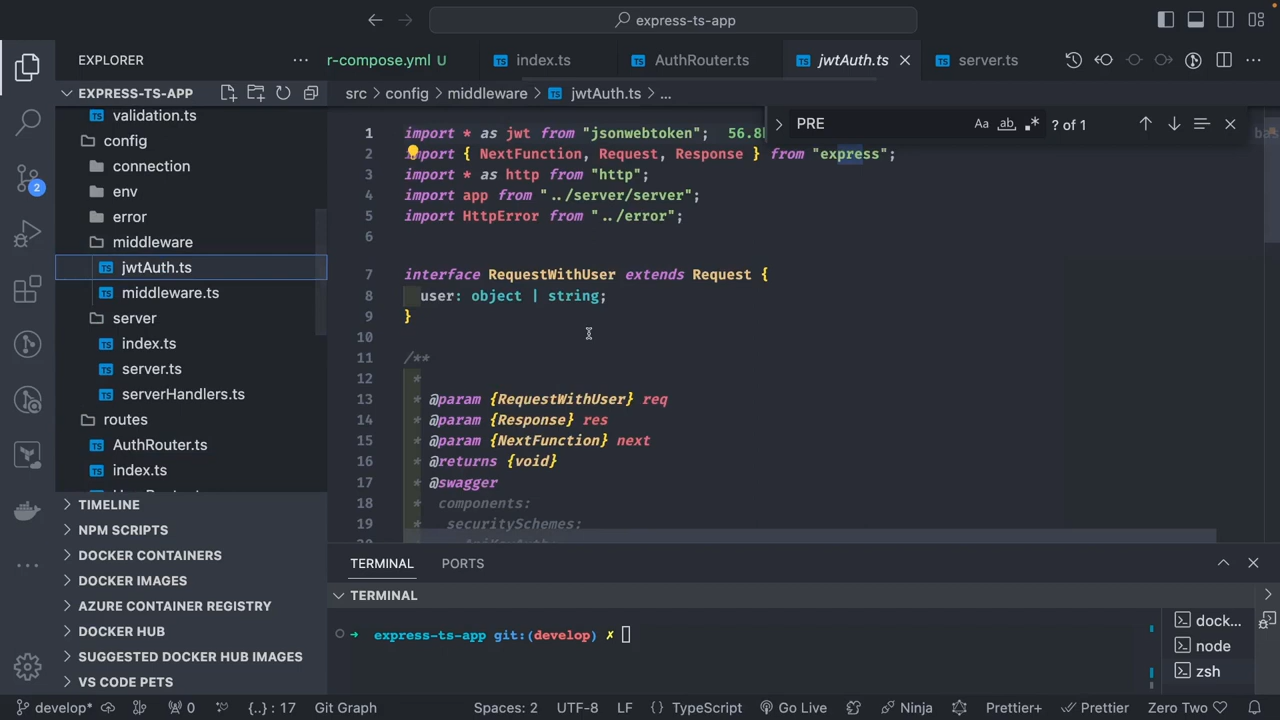 express-ts-app
EXPLORER
r-compose.yml U
index.ts
AuthRouter.ts
jwtAuth.ts
server.ts
EXPRESS-TS-APP
src > config > middleware > jwtAuth.ts > ...
PRE
Aa
ab
? of 1
validation.ts
config
connection
env
error
middleware
jwtAuth.ts
middleware.ts
server
index.ts
server.ts
serverHandlers.ts
routes
AuthRouter.ts
index.ts
TIMELINE
NPM SCRIPTS
DOCKER CONTAINERS
DOCKER IMAGES
AZURE CONTAINER REGISTRY
DOCKER HUB
SUGGESTED DOCKER HUB IMAGES
VS CODE PETS
1 import * as jwt from "jsonwebtoken"; 56.8
2 import { NextFunction, Request, Response } from "express";
3 import * as http from "http";
4 import app from "../server/server";
5 import HttpError from "../error";
6
7 interface RequestWithUser extends Request {
8 user: object | string;
9 }
10
11 /**
12 *
13 * @param {RequestWithUser} req
14 * @param {Response} res
15 * @param {NextFunction} next
16 * @returns {void}
17 * @swagger
18 * components:
19 * securitySchemes:
TERMINAL
PORTS
TERMINAL
express-ts-app git:(develop) ✗
dock...
node
zsh
2
develop*
0
{..} : 17
Git Graph
Spaces: 2
UTF-8
LF
{} TypeScript
Go Live
Ninja
Prettier+
Prettier
Zero Two